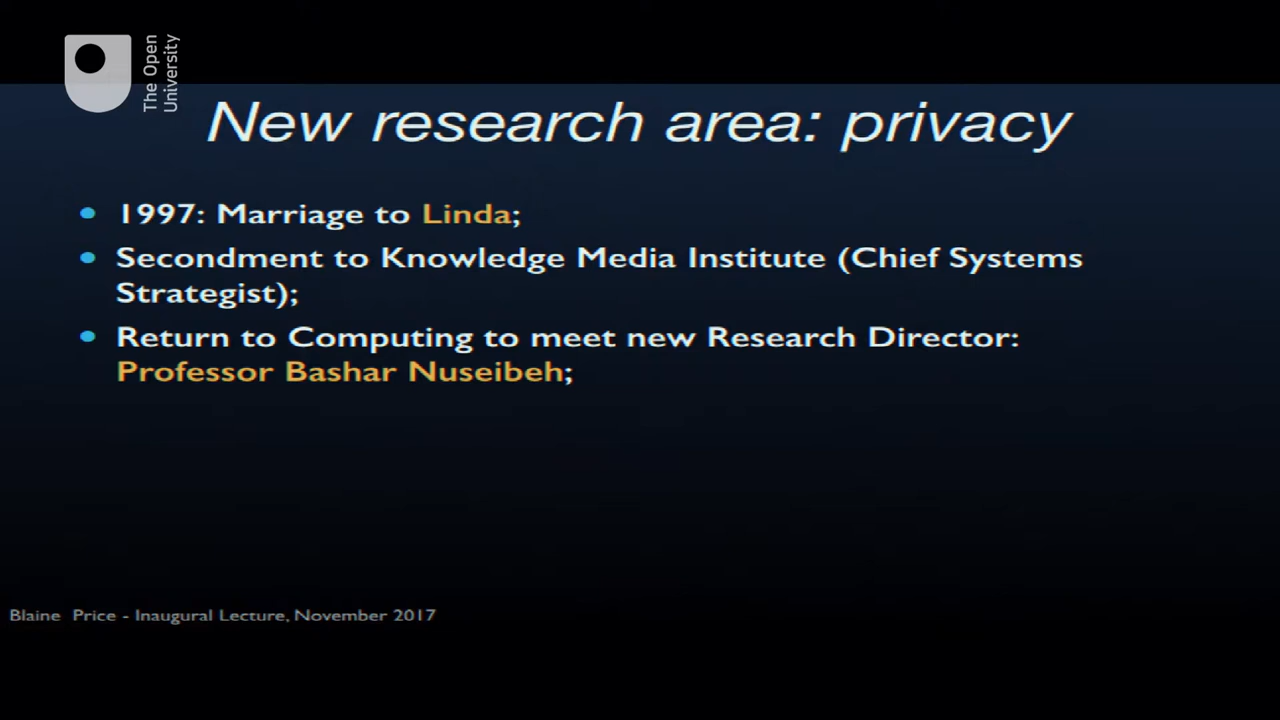 The Open
University
New research area: privacy
1997: Marriage to Linda;
Secondment to Knowledge Media Institute (Chief Systems
Strategist);
Return to Computing to meet new Research Director:
Professor Bashar Nuseibeh;
Blaine Price - Inaugural Lecture, November 2017